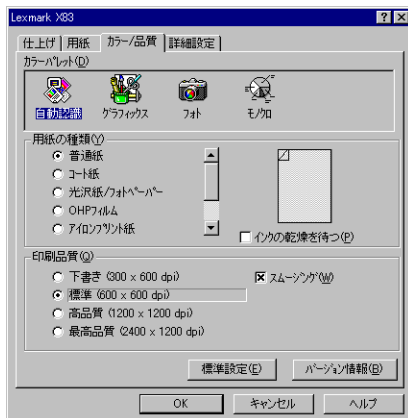 Lexmark X83
仕上げ 用紙 カラー/品質 詳細設定
カラーパレット(D)
自動認識 グラフィックス フォト モノクロ
用紙の種類(Y)
普通紙
コート紙
光沢紙/フォトペーパー
OHPフィルム
アイロンプリント紙
インクの乾燥を待つ(P)
印刷品質(Q)
下書き (300 x 600 dpi)
スムージング(W)
標準 (600 x 600 dpi)
高品質 (1200 x 1200 dpi)
最高品質 (2400 x 1200 dpi)
標準設定(E) バージョン情報(B)
OK キャンセル ヘルプ